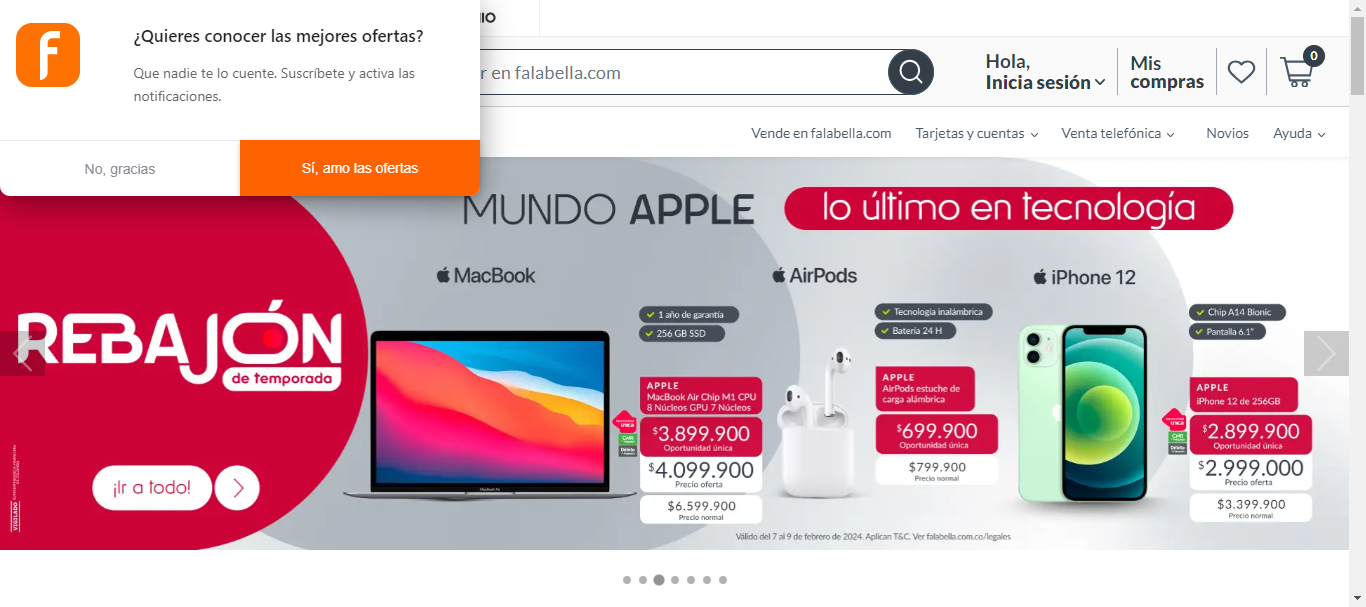 ¿Quieres conocer las mejores ofertas?
Que nadie te lo cuente. Suscríbete y activa las
notificaciones.
No, gracias
Sí, amo las ofertas
r en falabella.com
Hola,
Inicia sesión
Mis
compras
0
Vende en falabella.com
Tarjetas y cuentas
Venta telefónica
Novios
Ayuda
MUNDO APPLE
lo último en tecnología
REBAJÓN
de temporada
¡Ir a todo!
VIGILADO
MacBook
1 año de garantía
256 GB SSD
APPLE
MacBook Air Chip M1 CPU
8 Núcleos GPU 7 Núcleos
$3.899.900
Oportunidad única
$4.099.900
Precio oferta
$6.599.900
Precio normal
AirPods
Tecnología inalámbrica
Batería 24 H
APPLE
AirPods estuche de
carga alámbrica
$699.900
Oportunidad única
$799.900
Precio normal
iPhone 12
Chip A14 Bionic
Pantalla 6.1"
APPLE
iPhone 12 de 256GB
$2.899.900
Oportunidad única
$2.999.000
Precio oferta
$3.399.900
Precio normal
Válido del 7 al 9 de febrero de 2024. Aplican T&C. Ver falabella.com.co/legales